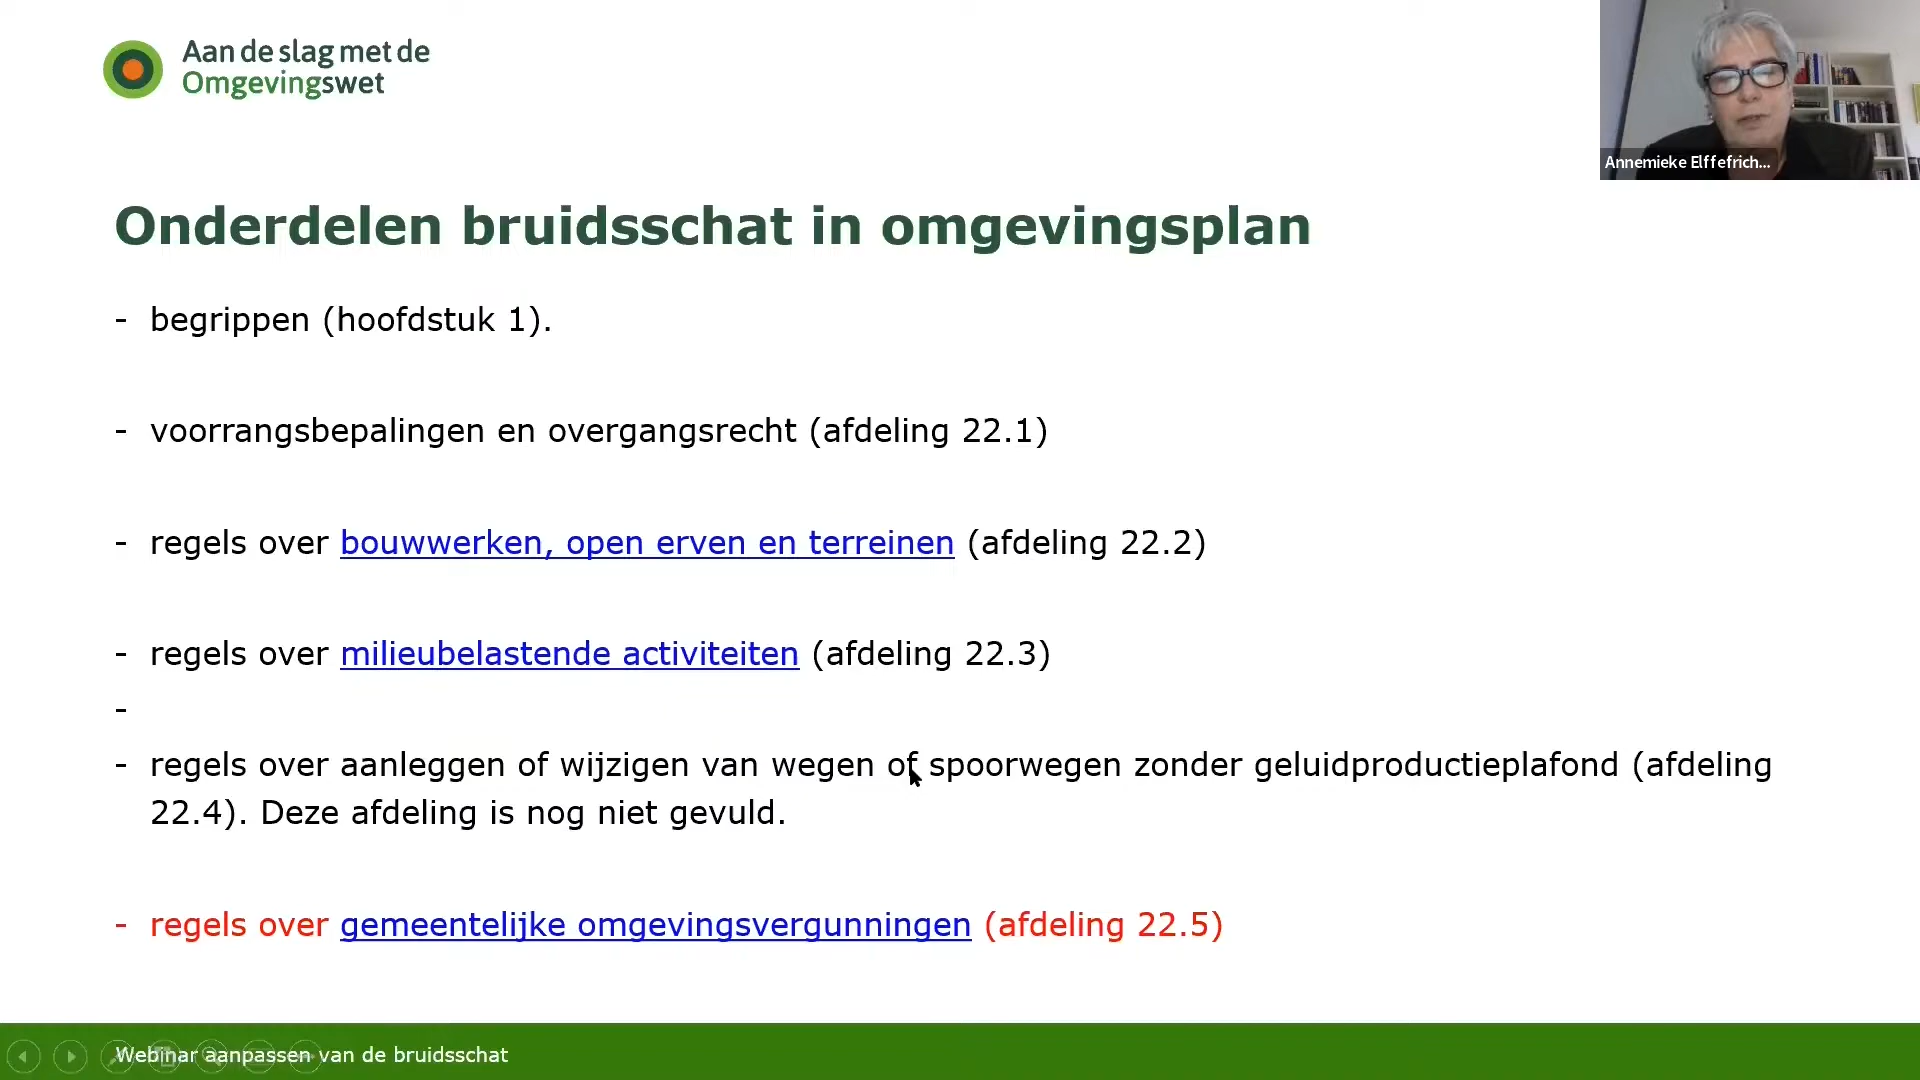 Aan de slag met de
Omgevingswet
Annemieke Elffefrich...
Onderdelen bruidsschat in omgevingsplan
- begrippen (hoofdstuk 1).
- voorrangsbepalingen en overgangsrecht (afdeling 22.1)
- regels over bouwwerken, open erven en terreinen (afdeling 22.2)
- regels over milieubelastende activiteiten (afdeling 22.3)
-
- regels over aanleggen of wijzigen van wegen of spoorwegen zonder geluidproductieplafond (afdeling
22.4). Deze afdeling is nog niet gevuld.
- regels over gemeentelijke omgevingsvergunningen (afdeling 22.5)
Webinar aanpassen van de bruidsschat